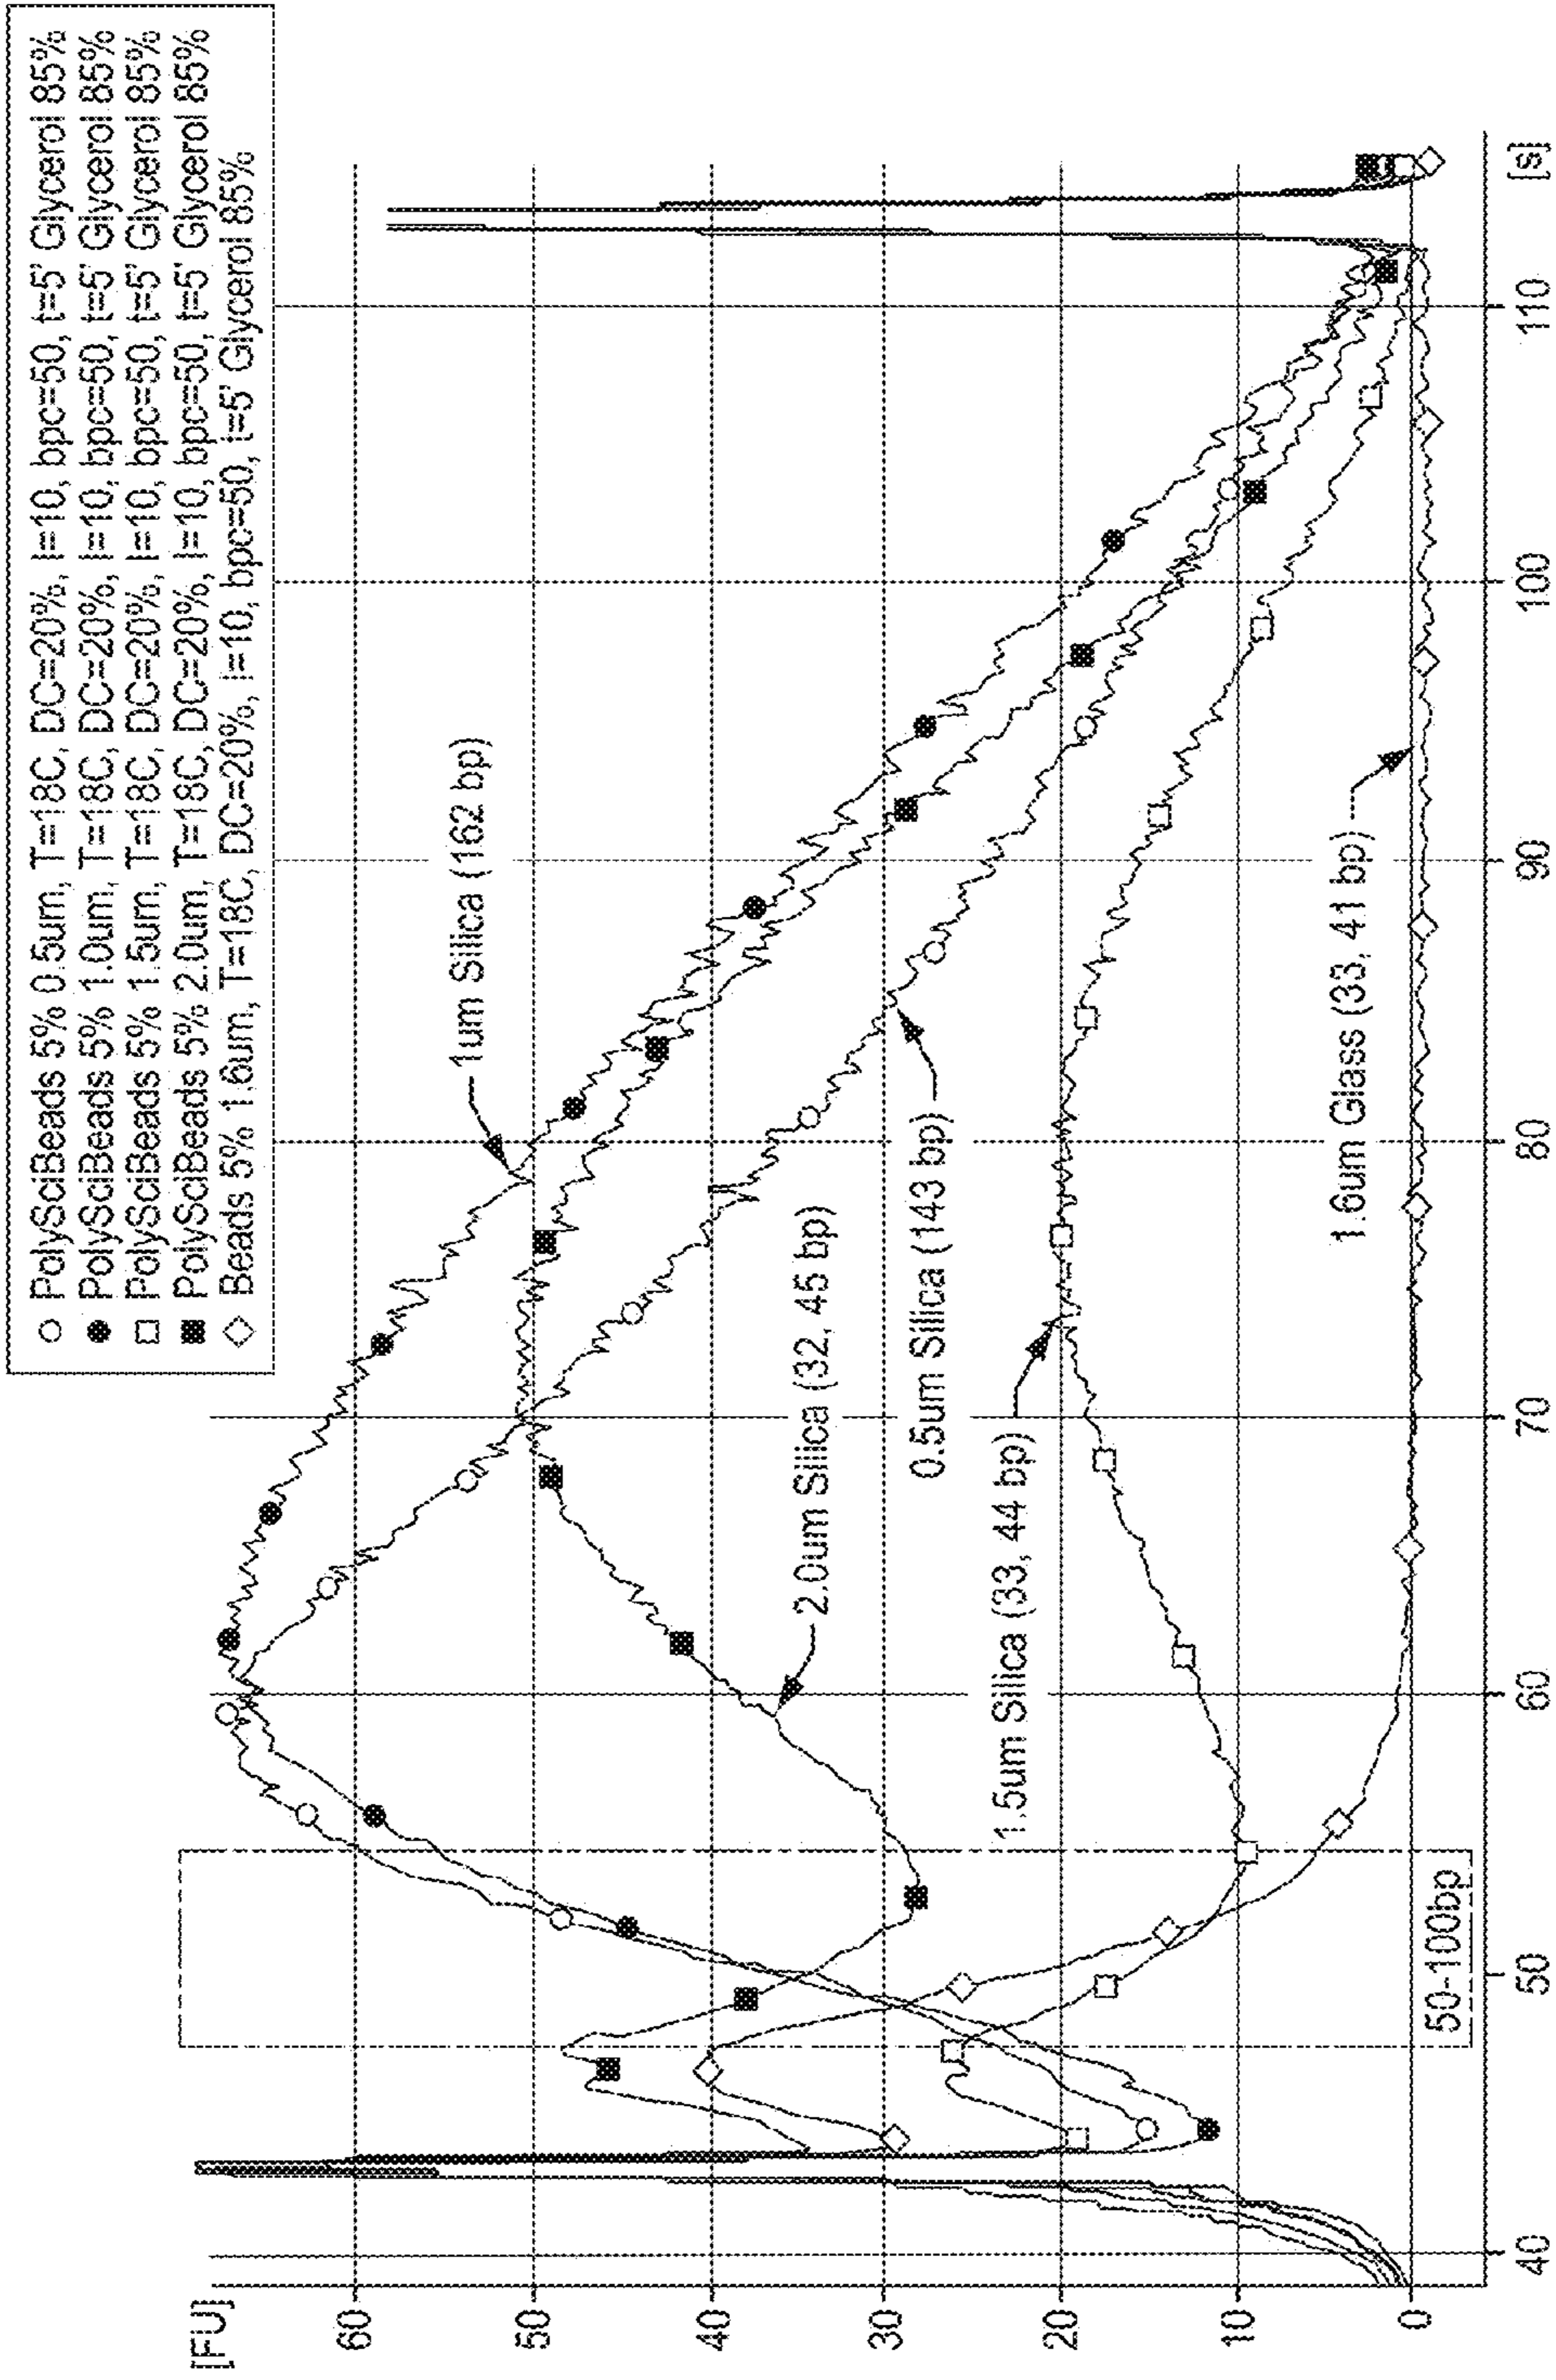 PolySciBeads 5% 0.5um, T=18C, DC=20%, I=10, bpc=50, t=5' Glycerol 85%
PolySciBeads 5% 1.0um, T=18C, DC=20%, I=10, bpc=50, t=5' Glycerol 85%
PolySciBeads 5% 1.5um, T=18C, DC=20%, I=10, bpc=50, t=5' Glycerol 85%
PolySciBeads 5% 2.0um, T=18C, DC=20%, I=10, bpc=50, t=5' Glycerol 85%
Beads 5% 1.6um, T=18C, DC=20%, I=10, bpc=50, t=5' Glycerol 85%
[FU]
60
50
40
30
20
10
0
1um Silica (162 bp)
2.0um Silica (32, 45 bp)
0.5um Silica (143 bp)
1.5um Silica (33, 44 bp)
1.6um Glass (33, 41 bp)
50-100bp
40
50
60
70
80
90
100
110
[s]